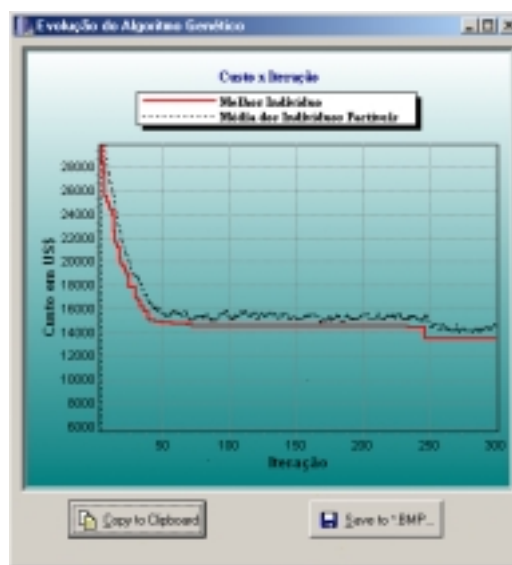 Evolução do Algoritmo Genético
Custo x Iteração
Melhor Indivíduo
Média dos Indivíduos Factíveis
Custo em US$
28000
26000
24000
22000
20000
18000
16000
14000
12000
10000
8000
6000
50
100
150
200
250
300
Iteração
Copy to Clipboard
Save to *.BMP...